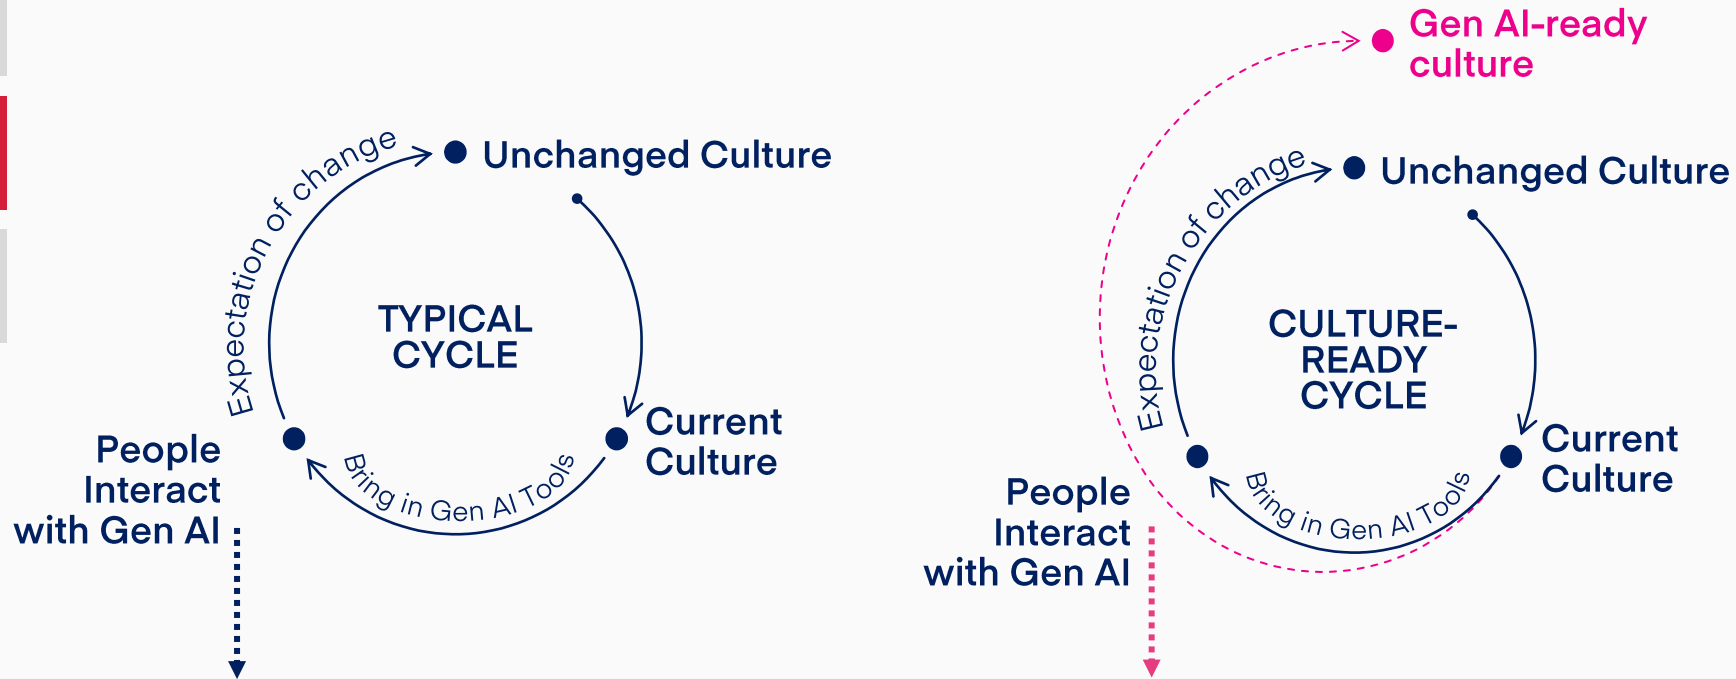 Expectation of change
Unchanged Culture
TYPICAL
CYCLE
Current
Culture
Bring in Gen AI Tools
People
Interact
with Gen AI
Gen AI-ready
culture
Expectation of change
Unchanged Culture
CULTURE-
READY
CYCLE
Current
Culture
Bring in Gen AI Tools
People
Interact
with Gen AI